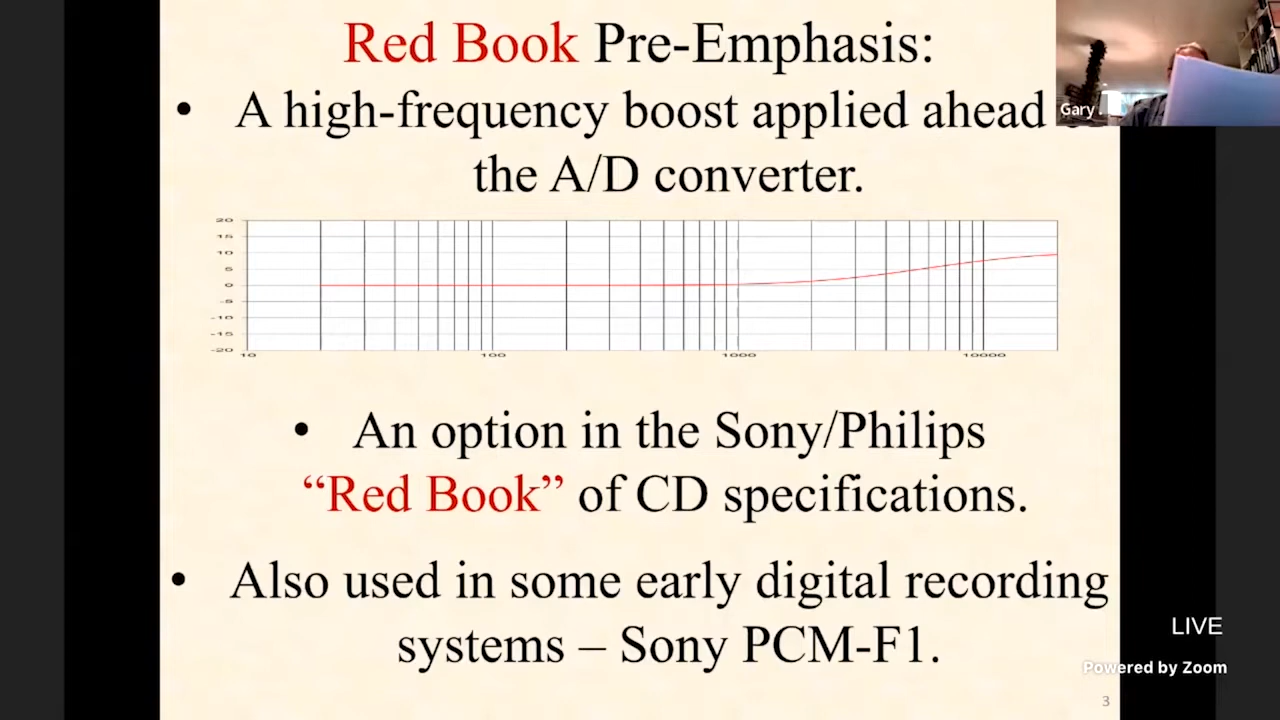 Red Book Pre-Emphasis:
• A high-frequency boost applied ahead
the A/D converter.
Gary
20
15
10
5
0
-5
-10
-15
-20
10 100 1000 10000
• An option in the Sony/Philips
“Red Book” of CD specifications.
• Also used in some early digital recording
systems – Sony PCM-F1.
LIVE
Powered by Zoom
3